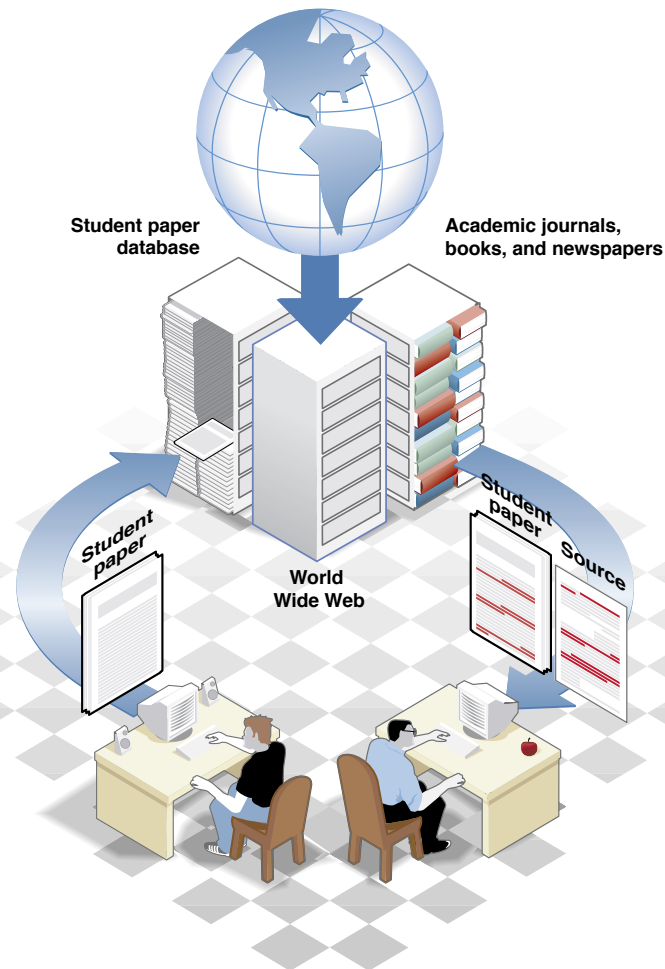 Student paper
database
Academic journals,
books, and newspapers
Student
paper
Student
paper
Source
World
Wide Web